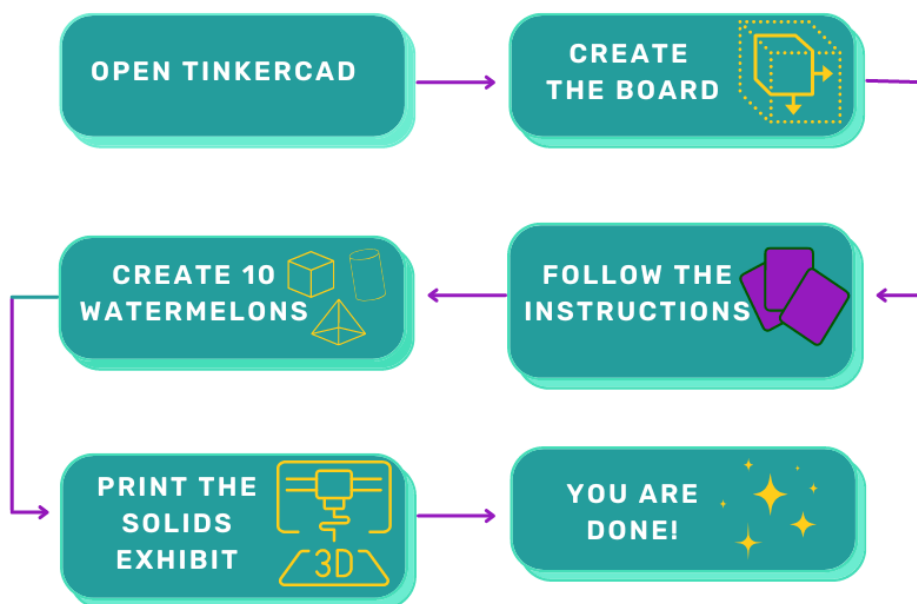 OPEN TINKERCAD
CREATE
THE BOARD
FOLLOW THE
INSTRUCTIONS
CREATE 10
WATERMELONS
PRINT THE
SOLIDS
EXHIBIT
3D
YOU ARE
DONE!